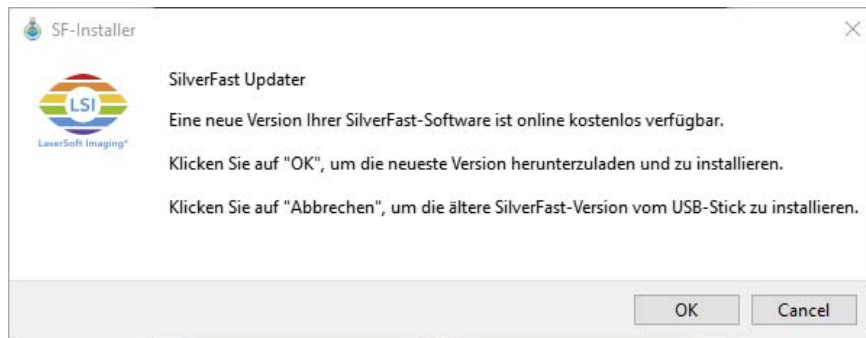 SF-Installer
LSI
LaserSoft Imaging®
SilverFast Updater
Eine neue Version Ihrer SilverFast-Software ist online kostenlos verfügbar.
Klicken Sie auf "OK", um die neueste Version herunterzuladen und zu installieren.
Klicken Sie auf "Abbrechen", um die ältere SilverFast-Version vom USB-Stick zu installieren.
OK
Cancel